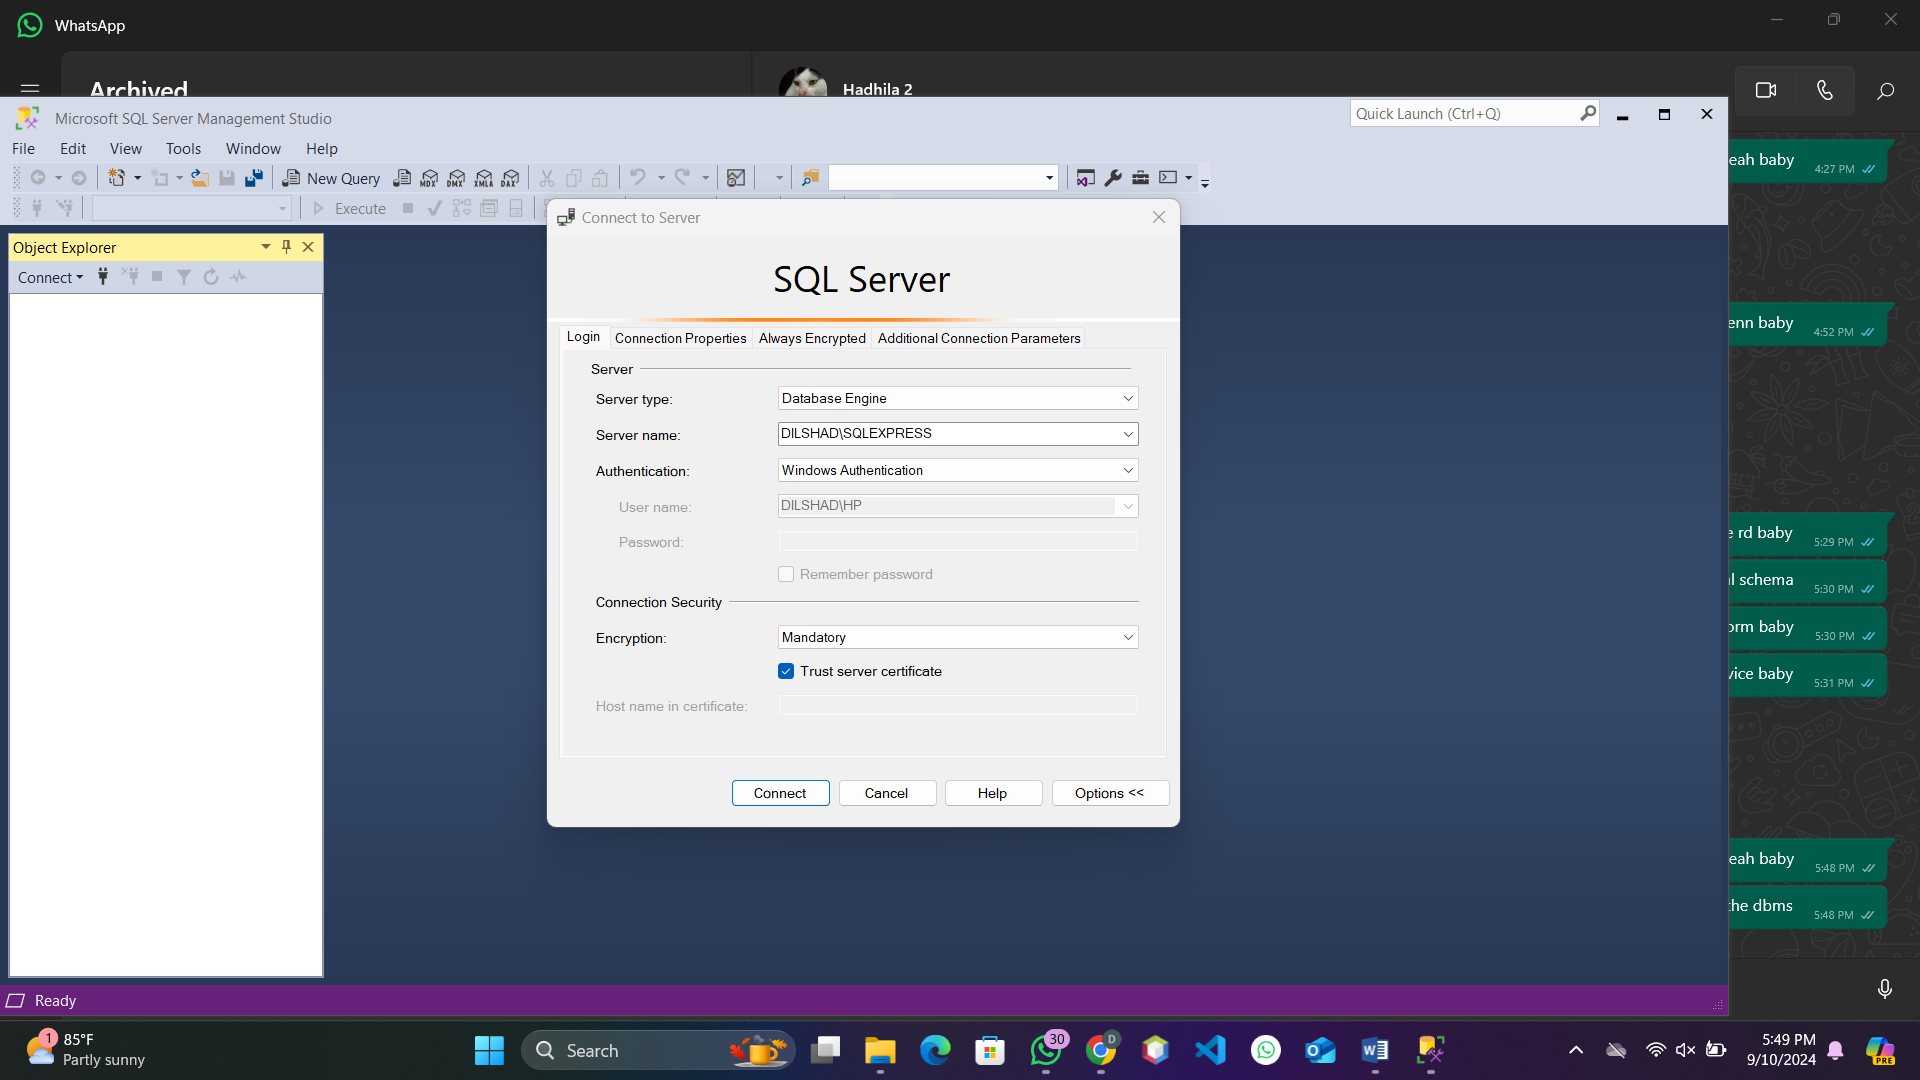 WhatsApp
Archived
Hadhila 2
Microsoft SQL Server Management Studio
Quick Launch (Ctrl+Q)
File Edit View Tools Window Help
New Query MDX DMX XMLA DAX
Execute
Object Explorer
Connect
Connect to Server
SQL Server
Login Connection Properties Always Encrypted Additional Connection Parameters
Server
Server type: Database Engine
Server name: DILSHAD\SQLEXPRESS
Authentication: Windows Authentication
User name: DILSHAD\HP
Password:
Remember password
Connection Security
Encryption: Mandatory
Trust server certificate
Host name in certificate:
Connect Cancel Help Options <<
eah baby 4:27 PM
enn baby 4:52 PM
e rd baby 5:29 PM
l schema 5:30 PM
orm baby 5:30 PM
vice baby 5:31 PM
eah baby 5:48 PM
the dbms 5:48 PM
Ready
1 85°F
Partly sunny
Search
30
D
5:49 PM
9/10/2024
PRE